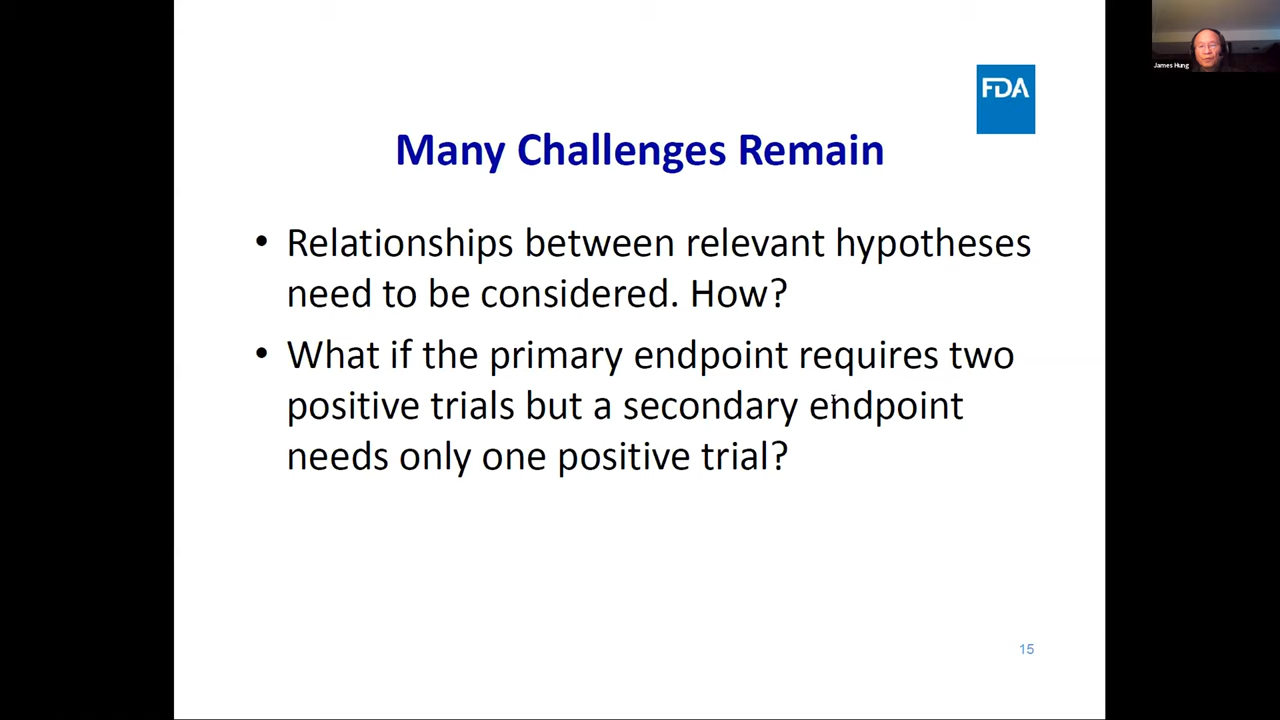 James Hung
FDA
Many Challenges Remain
• Relationships between relevant hypotheses
need to be considered. How?
• What if the primary endpoint requires two
positive trials but a secondary endpoint
needs only one positive trial?
15